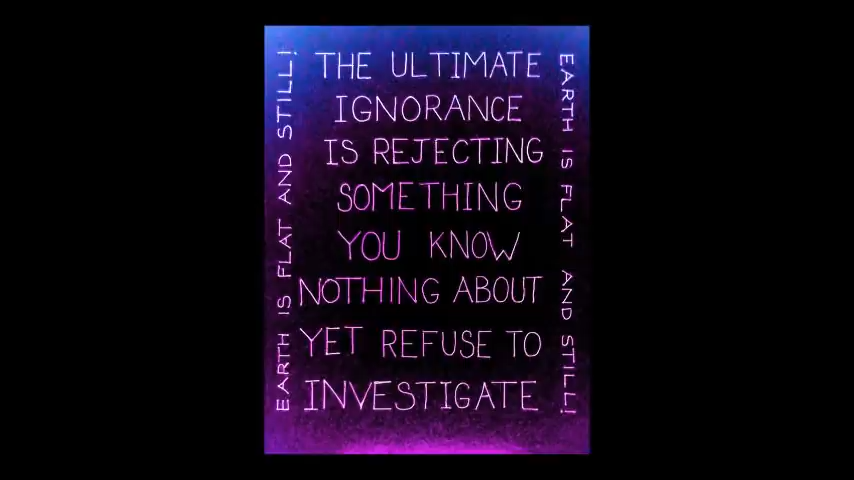 THE ULTIMATE
IGNORANCE
IS REJECTING
SOMETHING
YOU KNOW
NOTHING ABOUT
YET REFUSE TO
INVESTIGATE
EARTH IS FLAT AND STILL!
EARTH IS FLAT AND STILL!